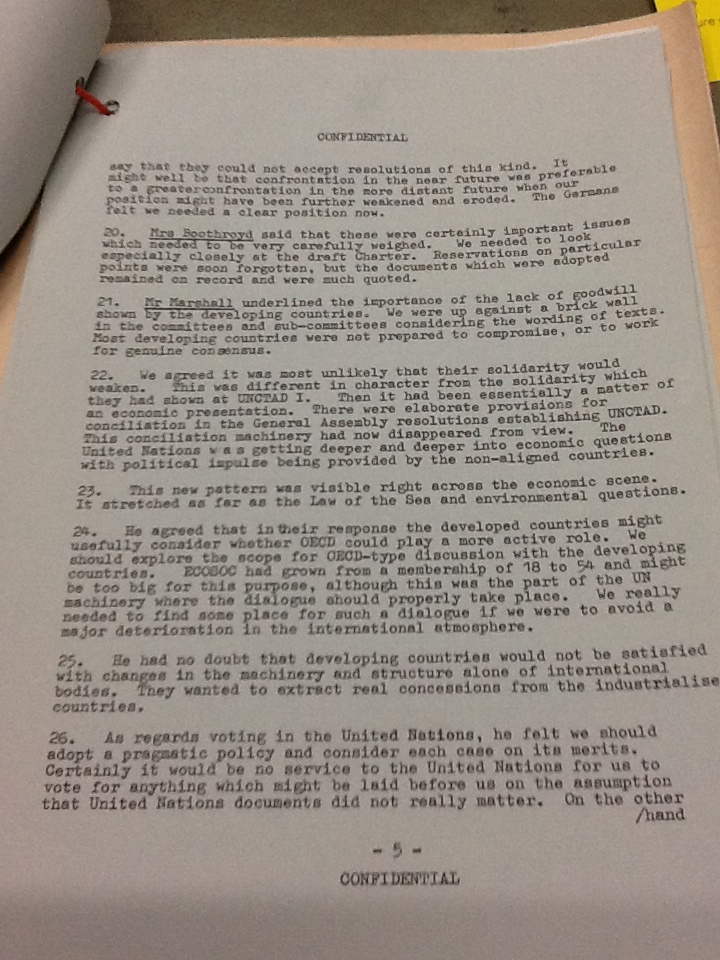 CONFIDENTIAL
say that they could not accept resolutions of this kind. It
might well be that confrontation in the near future was preferable
to a greaterconfrontation in the more distant future when our
position might have been further weakened and eroded. The Germans
felt we needed a clear position now.
20. Mrs Boothroyd said that these were certainly important issues
which needed to be very carefully weighed. We needed to look
especially closely at the draft Charter. Reservations on particular
points were soon forgotten, but the documents which were adopted
remained on record and were much quoted.
21. Mr Marshall underlined the importance of the lack of goodwill
shown by the developing countries. We were up against a brick wall
in the committees and sub-committees considering the wording of texts.
Most developing countries were not prepared to compromise, or to work
for genuine consensus.
22. We agreed it was most unlikely that their solidarity would
weaken. This was different in character from the solidarity which
they had shown at UNCTAD I. Then it had been essentially a matter of
an economic presentation. There were elaborate provisions for
conciliation in the General Assembly resolutions establishing UNCTAD.
This conciliation machinery had now disappeared from view. The
United Nations was getting deeper and deeper into economic questions
with political impulse being provided by the non-aligned countries.
23. This new pattern was visible right across the economic scene.
It stretched as far as the Law of the Sea and environmental questions.
24. He agreed that in their response the developed countries might
usefully consider whether OECD could play a more active role. We
should explore the scope for OECD-type discussion with the developing
countries. ECOSOC had grown from a membership of 18 to 54 and might
be too big for this purpose, although this was the part of the UN
machinery where the dialogue should properly take place. We really
needed to find some place for such a dialogue if we were to avoid a
major deterioration in the international atmosphere.
25. He had no doubt that developing countries would not be satisfied
with changes in the machinery and structure alone of international
bodies. They wanted to extract real concessions from the industrialise
countries.
26. As regards voting in the United Nations, he felt we should
adopt a pragmatic policy and consider each case on its merits.
Certainly it would be no service to the United Nations for us to
vote for anything which might be laid before us on the assumption
that United Nations documents did not really matter. On the other
/hand
- 5 -
CONFIDENTIAL